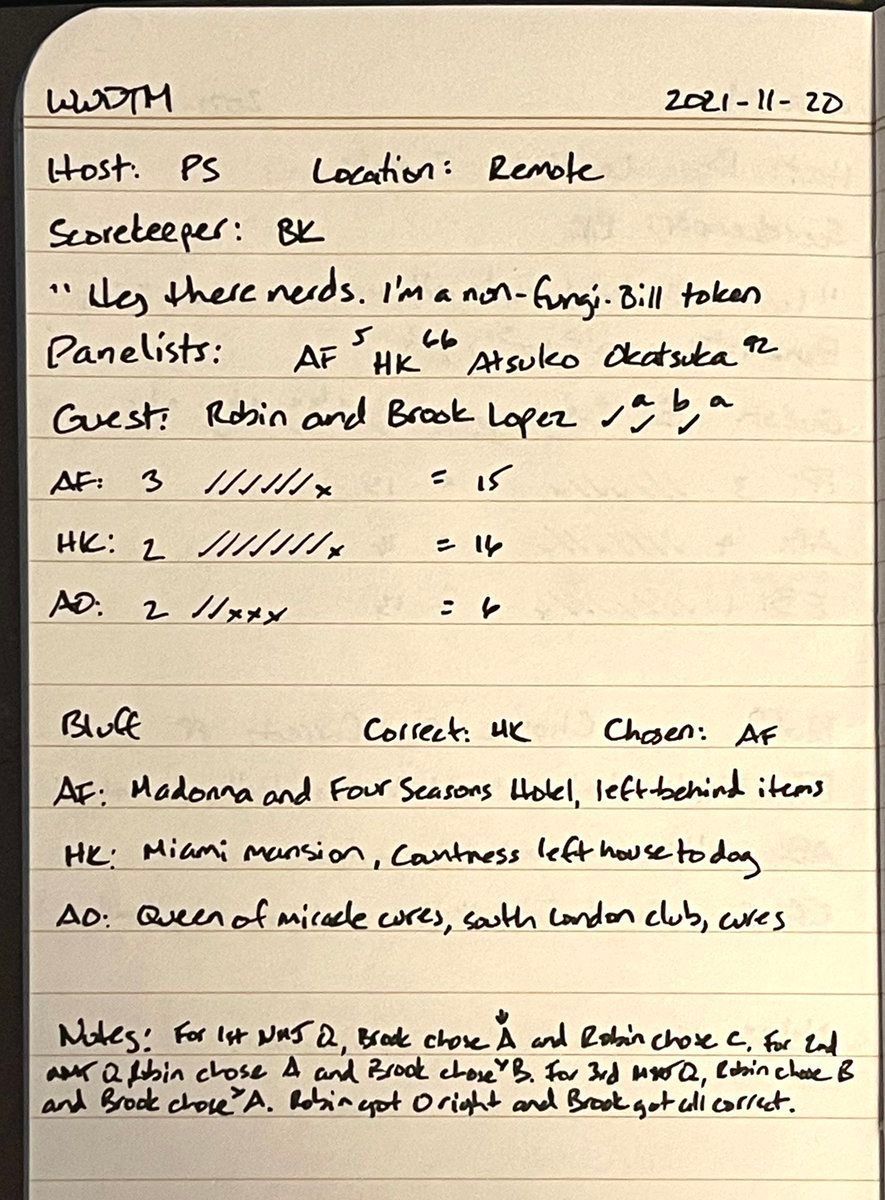 WWDTM 2021-11-20
Host: PS Location: Remote
Scorekeeper: BK
"Hey there nerds. I'm a non-fungi-Bill token
Panelists: AF 5 HK 66 Atsuko Okatsuka 92
Guest: Robin and Brook Lopez ✓ a ✓ b ✓ a
AF: 3 //////x = 15
HK: 2 ///////x = 16
AO: 2 //xxx = 6
Bluff Correct: HK Chosen: AF
AF: Madonna and Four Seasons Hotel, left-behind items
HK: Miami mansion, Countness left house to dog
AO: Queen of miracle cures, south London club, cures
Notes: For 1st NMJ Q, Brook chose ↓A and Robin chose C. For 2nd
NMJ Q Robin chose A and Brook chose ✓B. For 3rd NMJ Q, Robin chose B
and Brook chose ✓A. Robin got 0 right and Brook got all correct.